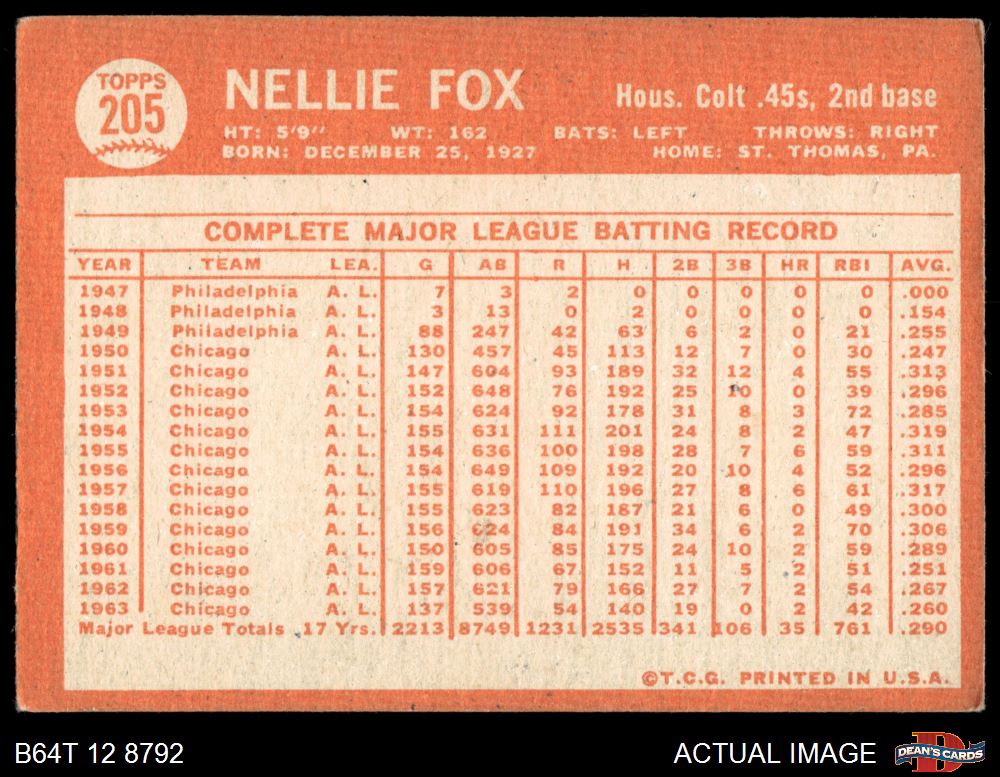 TOPPS
205
NELLIE FOX
Hous. Colt .45s, 2nd base
HT: 5'9" WT: 162 BATS: LEFT THROWS: RIGHT
BORN: DECEMBER 25, 1927 HOME: ST. THOMAS, PA.
COMPLETE MAJOR LEAGUE BATTING RECORD
YEAR TEAM LEA. G AB R H 2B 3B HR RBI AVG.
1947 Philadelphia A. L. 7 3 2 0 0 0 0 0 .000
1948 Philadelphia A. L. 3 13 0 2 0 0 0 0 .154
1949 Philadelphia A. L. 88 247 42 63 6 2 0 21 .255
1950 Chicago A. L. 130 457 45 113 12 7 0 30 .247
1951 Chicago A. L. 147 604 93 189 32 12 4 55 .313
1952 Chicago A. L. 152 648 76 192 25 10 0 39 .296
1953 Chicago A. L. 154 624 92 178 31 8 3 72 .285
1954 Chicago A. L. 155 631 111 201 24 8 2 47 .319
1955 Chicago A. L. 154 636 100 198 28 7 6 59 .311
1956 Chicago A. L. 154 649 109 192 20 10 4 52 .296
1957 Chicago A. L. 155 619 110 196 27 8 6 61 .317
1958 Chicago A. L. 155 623 82 187 21 6 0 49 .300
1959 Chicago A. L. 156 624 84 191 34 6 2 70 .306
1960 Chicago A. L. 150 605 85 175 24 10 2 59 .289
1961 Chicago A. L. 159 606 67 152 11 5 2 51 .251
1962 Chicago A. L. 157 621 79 166 27 7 2 54 .267
1963 Chicago A. L. 137 539 54 140 19 0 2 42 .260
Major League Totals 17 Yrs. 2213 8749 1231 2535 341 106 35 761 .290
©T.C.G. PRINTED IN U.S.A.
B64T 12 8792 ACTUAL IMAGE DEAN'S CARDS